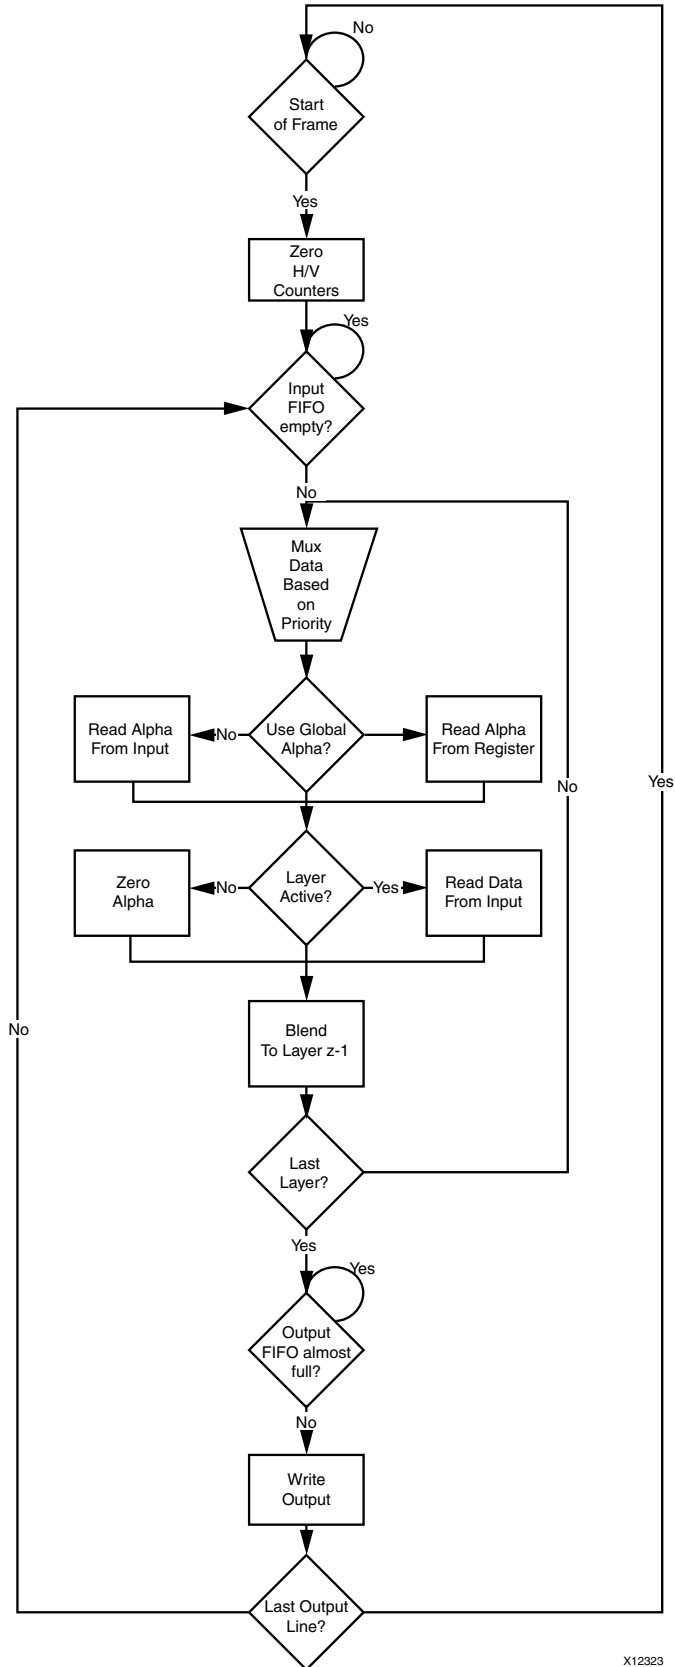 No
Start
of Frame
Yes
Zero
H/V
Counters
Yes
Input
FIFO
empty?
No
Mux
Data
Based
on
Priority
Read Alpha
From Input
No
Use Global
Alpha?
Read Alpha
From Register
No
Yes
Zero
Alpha
No
Layer
Active?
Yes
Read Data
From Input
No
Blend
To Layer z-1
Last
Layer?
Yes
Yes
Output
FIFO almost
full?
No
Write
Output
Last Output
Line?
X12323